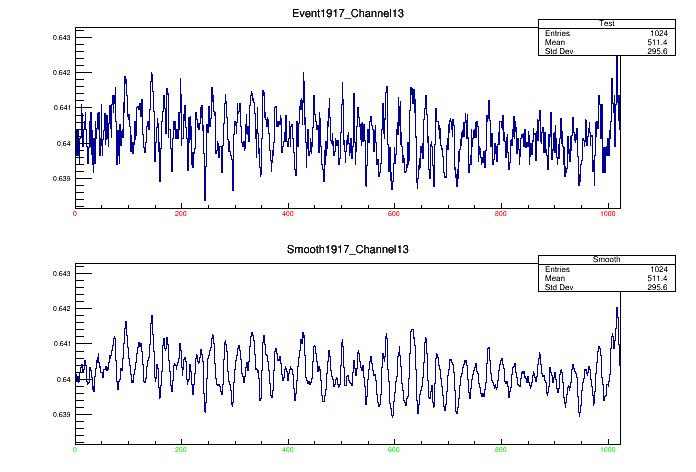 Event1917_Channel13
Test
Entries 1024
Mean 511.4
Std Dev 295.6
0.643
0.642
0.641
0.64
0.639
0 200 400 600 800 1000
Smooth1917_Channel13
Smooth
Entries 1024
Mean 511.4
Std Dev 295.6
0.643
0.642
0.641
0.64
0.639
0 200 400 600 800 1000